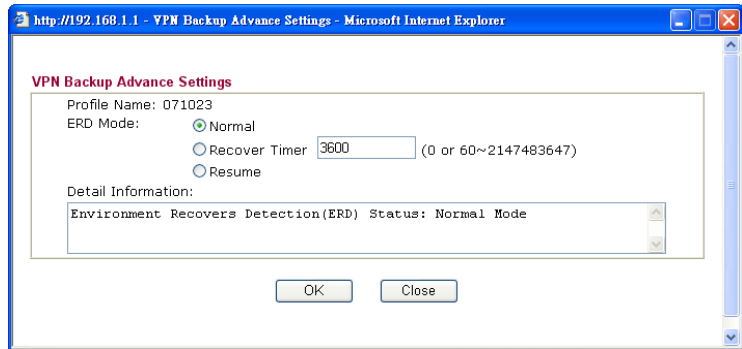 http://192.168.1.1 - VPN Backup Advance Settings - Microsoft Internet Explorer
VPN Backup Advance Settings
Profile Name: 071023
ERD Mode: Normal
Recover Timer 3600 (0 or 60~2147483647)
Resume
Detail Information:
Environment Recovers Detection(ERD) Status: Normal Mode
OK Close